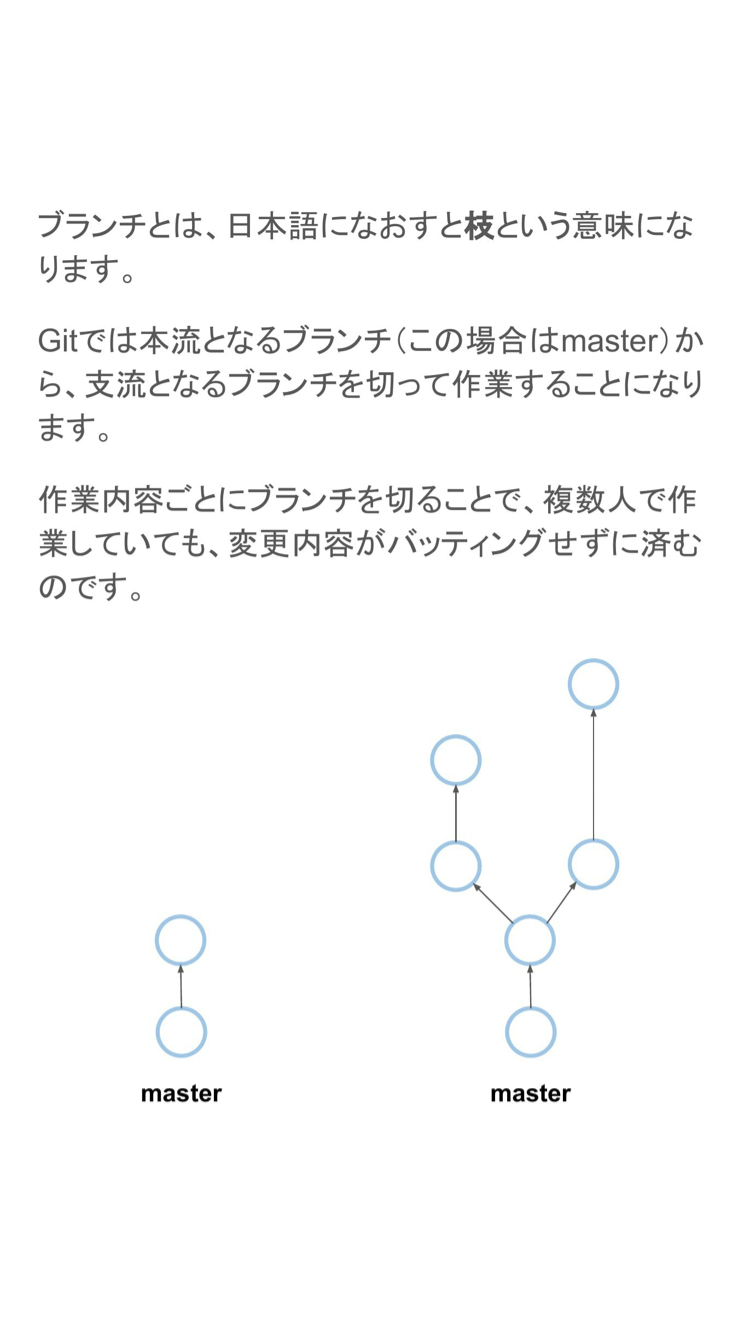 ブランチとは、日本語になおすと枝という意味にな
ります。
Gitでは本流となるブランチ（この場合はmaster）か
ら、支流となるブランチを切って作業することになり
ます。
作業内容ごとにブランチを切ることで、複数人で作
業していても、変更内容がバッティングせずに済む
のです。
master
master